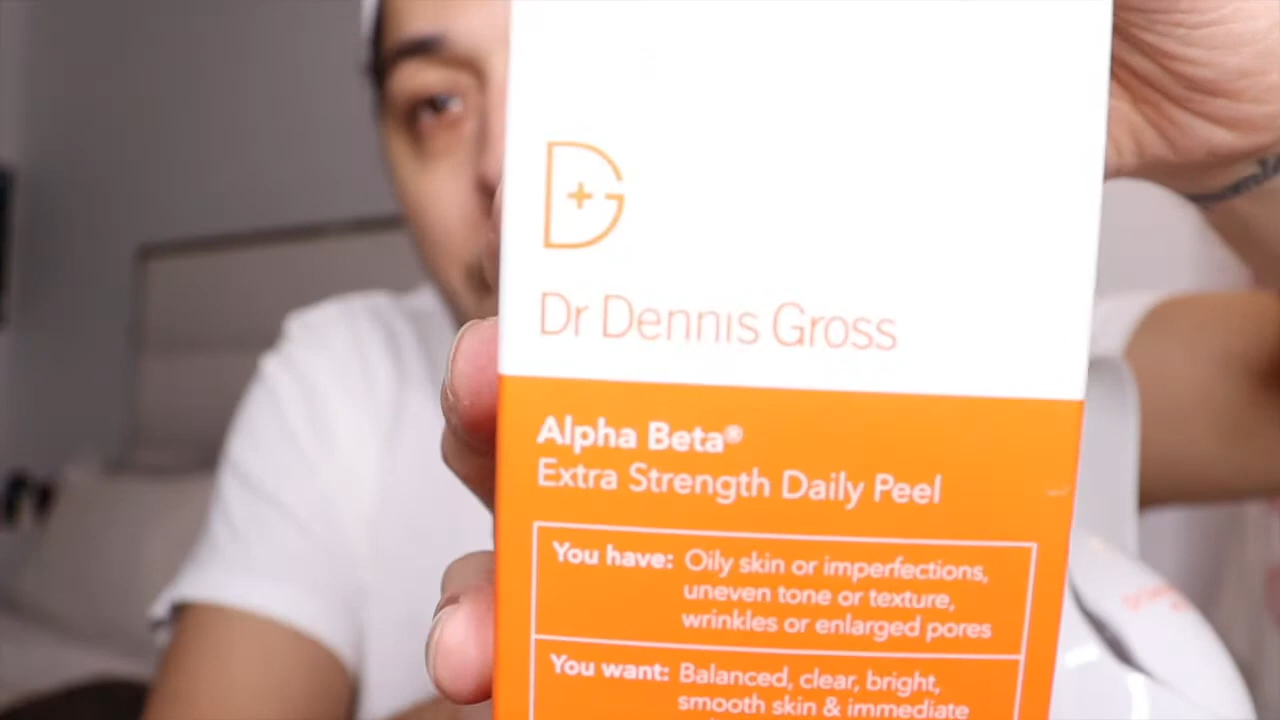 Dr Dennis Gross
Alpha Beta®
Extra Strength Daily Peel
You have: Oily skin or imperfections,
uneven tone or texture,
wrinkles or enlarged pores
You want: Balanced, clear, bright,
smooth skin & immediate